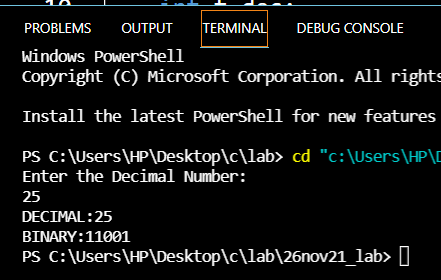 PROBLEMS OUTPUT TERMINAL DEBUG CONSOLE
Windows PowerShell
Copyright (C) Microsoft Corporation. All rights
Install the latest PowerShell for new features
PS C:\Users\HP\Desktop\c\lab> cd "c:\Users\HP\D
Enter the Decimal Number:
25
DECIMAL:25
BINARY:11001
PS C:\Users\HP\Desktop\c\lab\26nov21_lab>